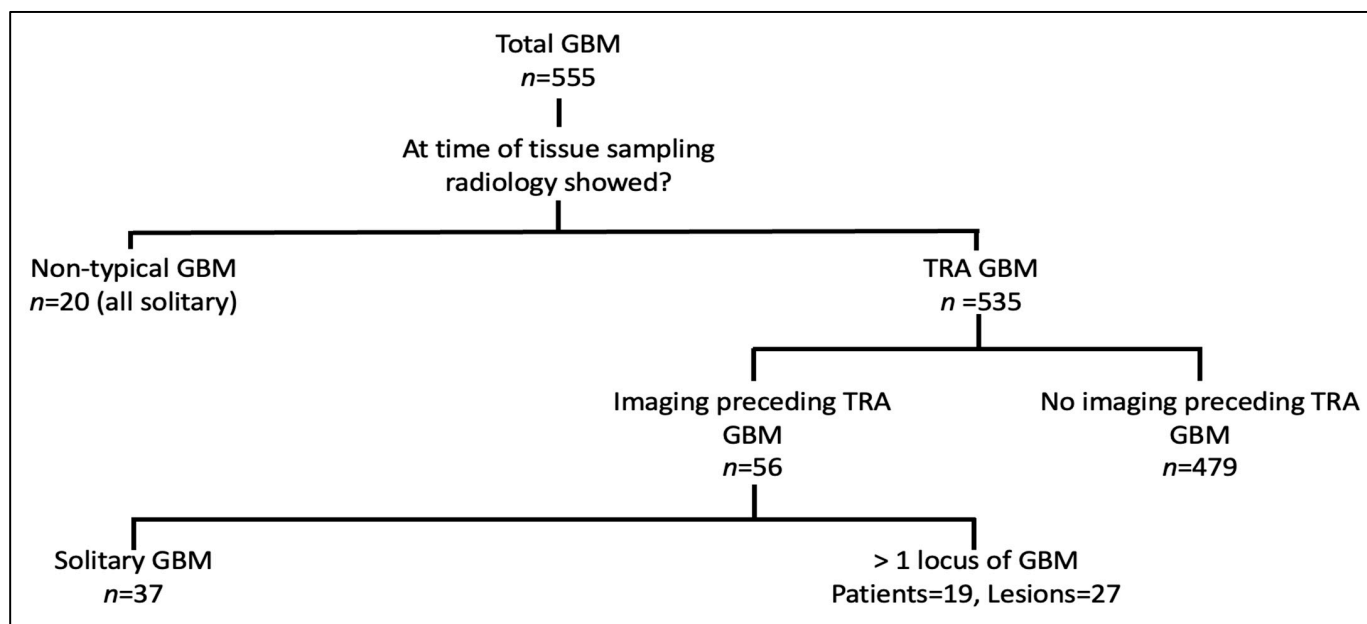 Total GBM
n=555
At time of tissue sampling
radiology showed?
Non-typical GBM
n=20 (all solitary)
TRA GBM
n =535
Imaging preceding TRA
GBM
n=56
No imaging preceding TRA
GBM
n=479
Solitary GBM
n=37
> 1 locus of GBM
Patients=19, Lesions=27